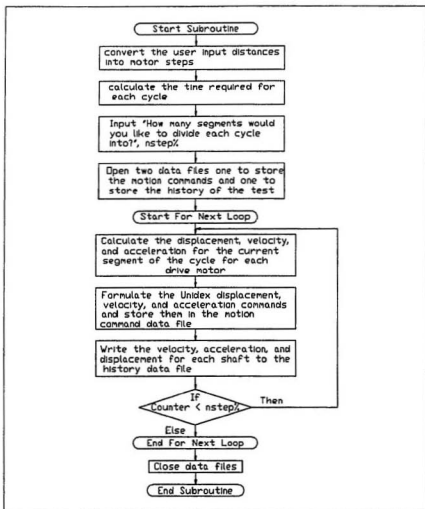 Start Subroutine
convert the user input distances
into motor steps
calculate the time required for
each cycle
Input "How many segments would
you like to divide each cycle
into?", nstep%
Open two data files one to store
the motion commands and one to
store the history of the test
Start For Next Loop
Calculate the displacement, velocity,
and acceleration for the current
segment of the cycle for each
drive motor
Formulate the Unidex displacement,
velocity, and acceleration commands
and store them in the motion
command data file
Write the velocity, acceleration, and
displacement for each shaft to the
history data file
If
Counter < nstep%
Then
Else
End For Next Loop
Close data files
End Subroutine